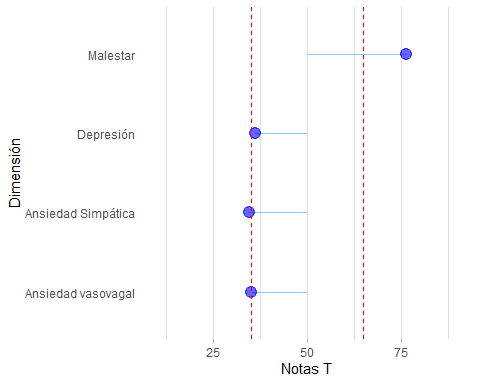 Malestar
Depresión
Ansiedad Simpática
Ansiedad vasovagal
Dimensión
25 50 75
Notas T